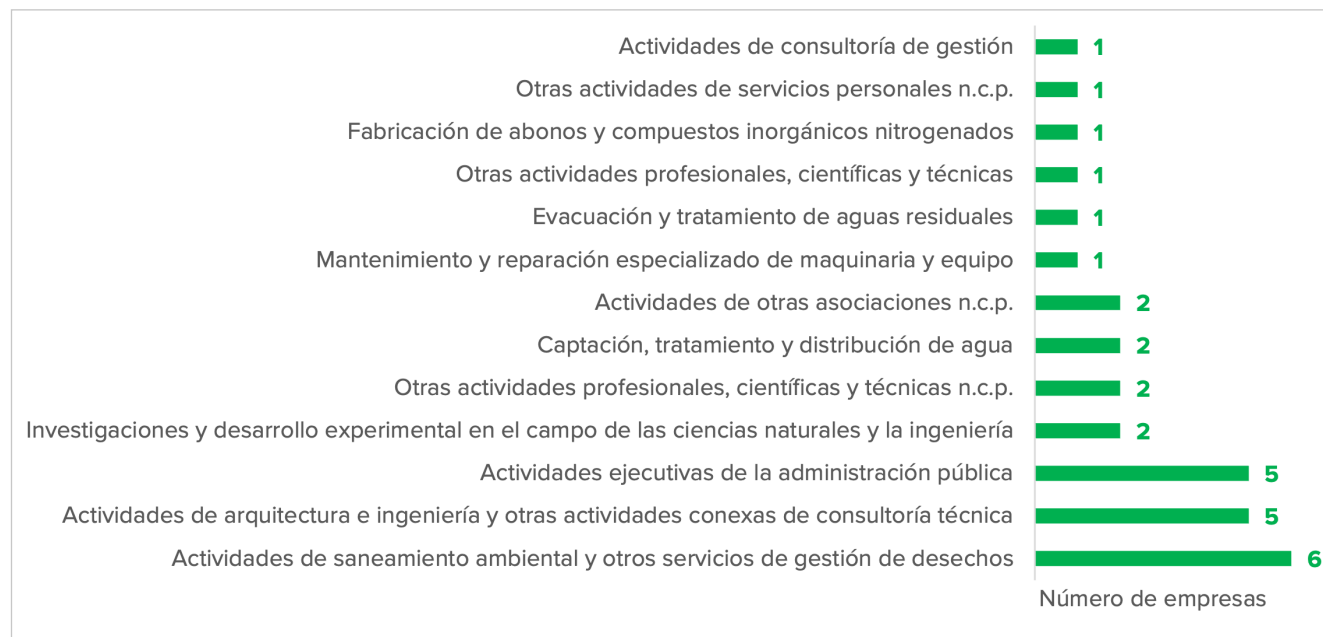 Actividades de consultoría de gestión 1
Otras actividades de servicios personales n.c.p. 1
Fabricación de abonos y compuestos inorgánicos nitrogenados 1
Otras actividades profesionales, científicas y técnicas 1
Evacuación y tratamiento de aguas residuales 1
Mantenimiento y reparación especializado de maquinaria y equipo 1
Actividades de otras asociaciones n.c.p. 2
Captación, tratamiento y distribución de agua 2
Otras actividades profesionales, científicas y técnicas n.c.p. 2
Investigaciones y desarrollo experimental en el campo de las ciencias naturales y la ingeniería 2
Actividades ejecutivas de la administración pública 5
Actividades de arquitectura e ingeniería y otras actividades conexas de consultoría técnica 5
Actividades de saneamiento ambiental y otros servicios de gestión de desechos 6
Número de empresas